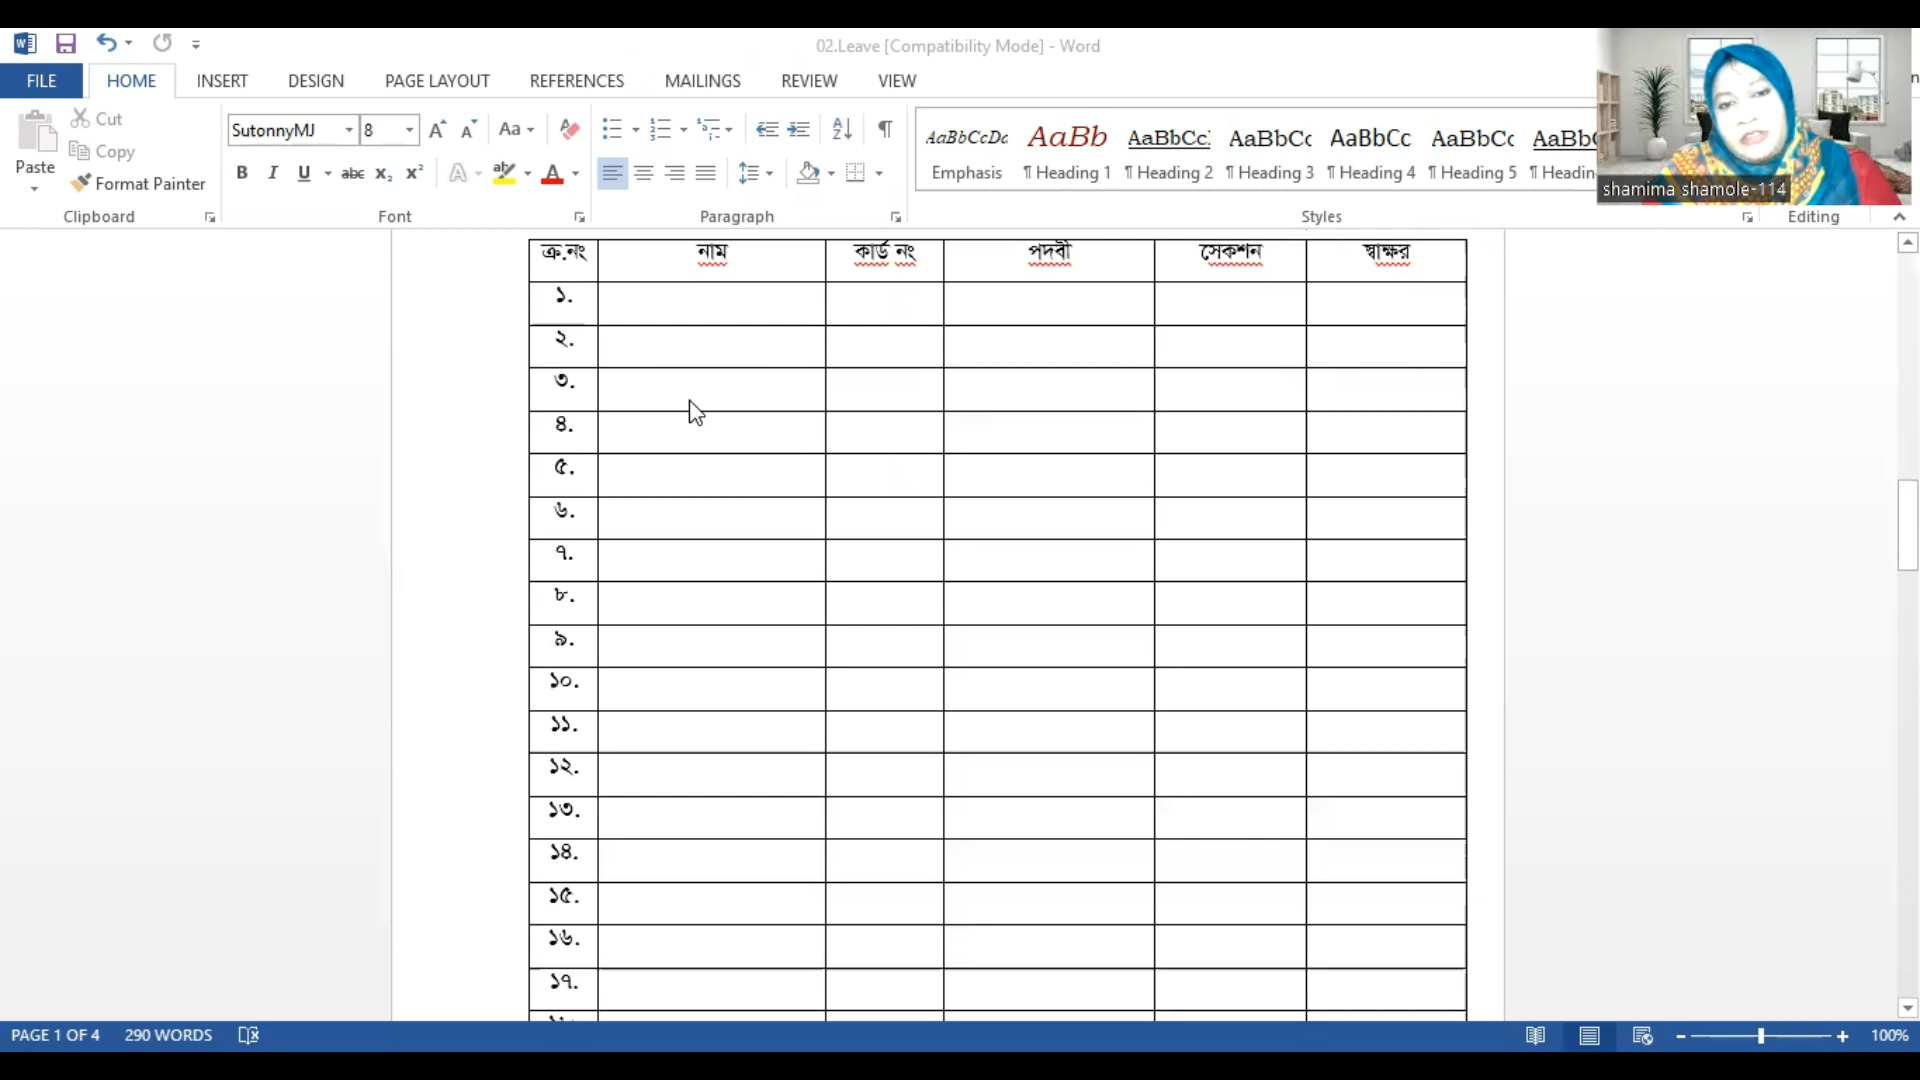 02.Leave [Compatibility Mode] - Word
FILE HOME INSERT DESIGN PAGE LAYOUT REFERENCES MAILINGS REVIEW VIEW
Paste
Cut
Copy
Format Painter
SutonnyMJ 8
AaBbCcDc AaBb AaBbCc AaBbCc AaBbCc AaBbCc AaBbC
Emphasis ¶ Heading 1 ¶ Heading 2 ¶ Heading 3 ¶ Heading 4 ¶ Heading 5 ¶ Headin
shamima shamole-114
Clipboard Font Paragraph Styles Editing
ক্র.নং নাম কার্ড নং পদবী সেকশন স্বাক্ষর
১.
২.
৩.
৪.
৫.
৬.
৭.
৮.
৯.
১০.
১১.
১২.
১৩.
১৪.
১৫.
১৬.
১৭.
PAGE 1 OF 4 290 WORDS 100%